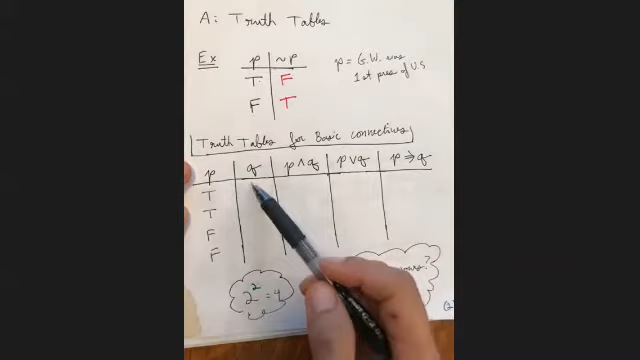 A: Truth Tables
Ex p ~p
T F
F T
p = G.W. was
1st pres of U.S
Truth Tables for Basic connectives
p q p ∧ q p ∨ q p ⇒ q
T
T
F
F
2² = 4